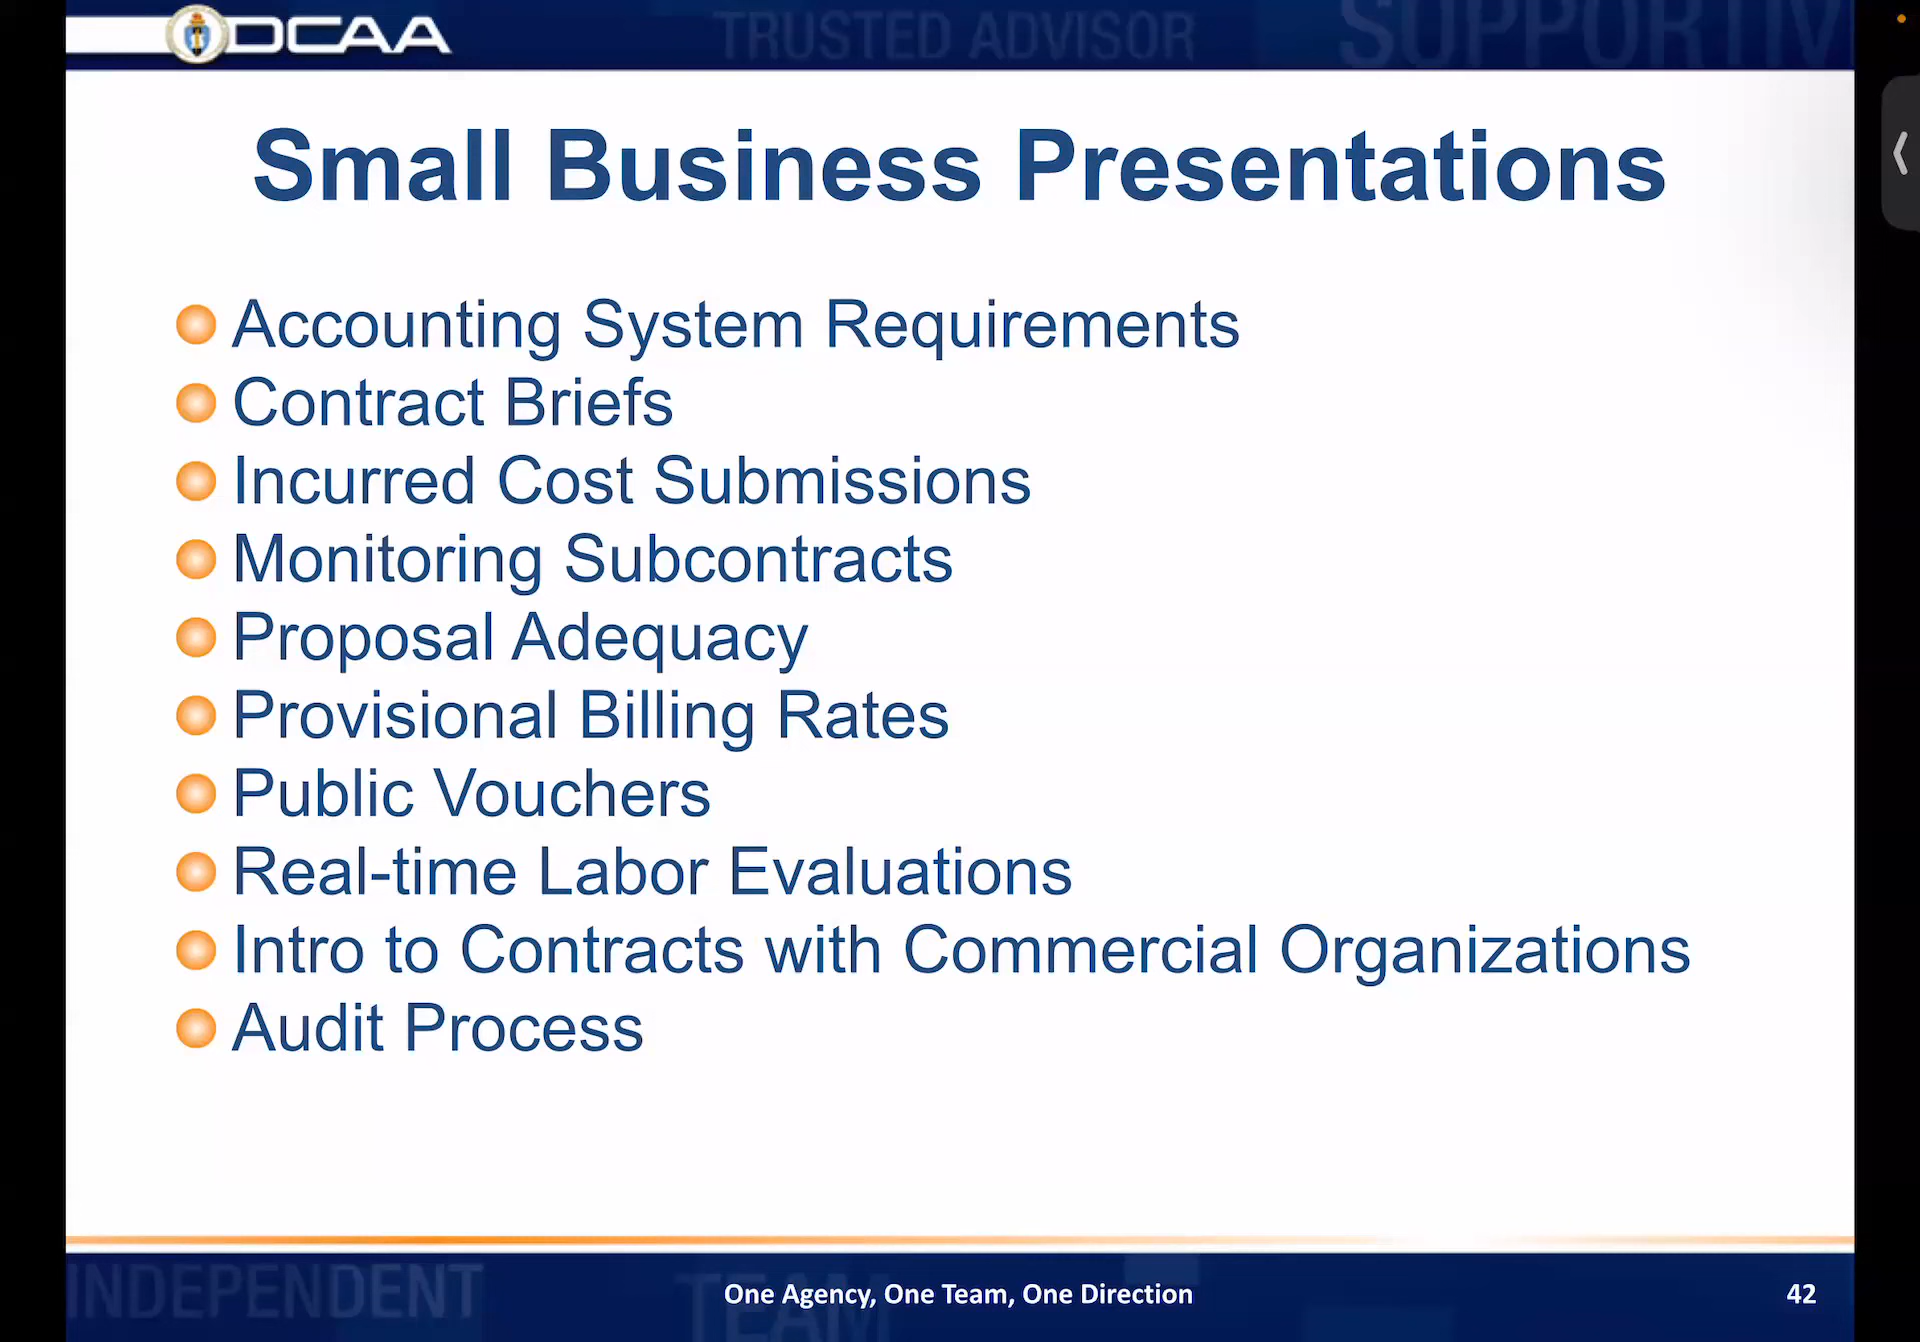 DCAA
TRUSTED ADVISOR
SUPPORTIV
Small Business Presentations
Accounting System Requirements
Contract Briefs
Incurred Cost Submissions
Monitoring Subcontracts
Proposal Adequacy
Provisional Billing Rates
Public Vouchers
Real-time Labor Evaluations
Intro to Contracts with Commercial Organizations
Audit Process
INDEPENDENT
TEAM
One Agency, One Team, One Direction
42